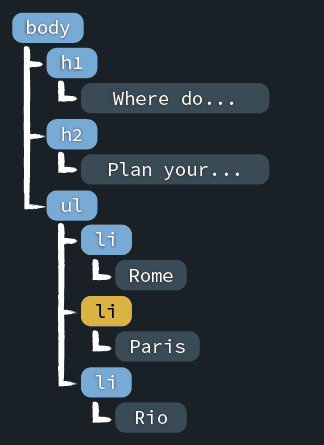 body
h1
Where do...
h2
Plan your...
ul
li
Rome
li
Paris
li
Rio